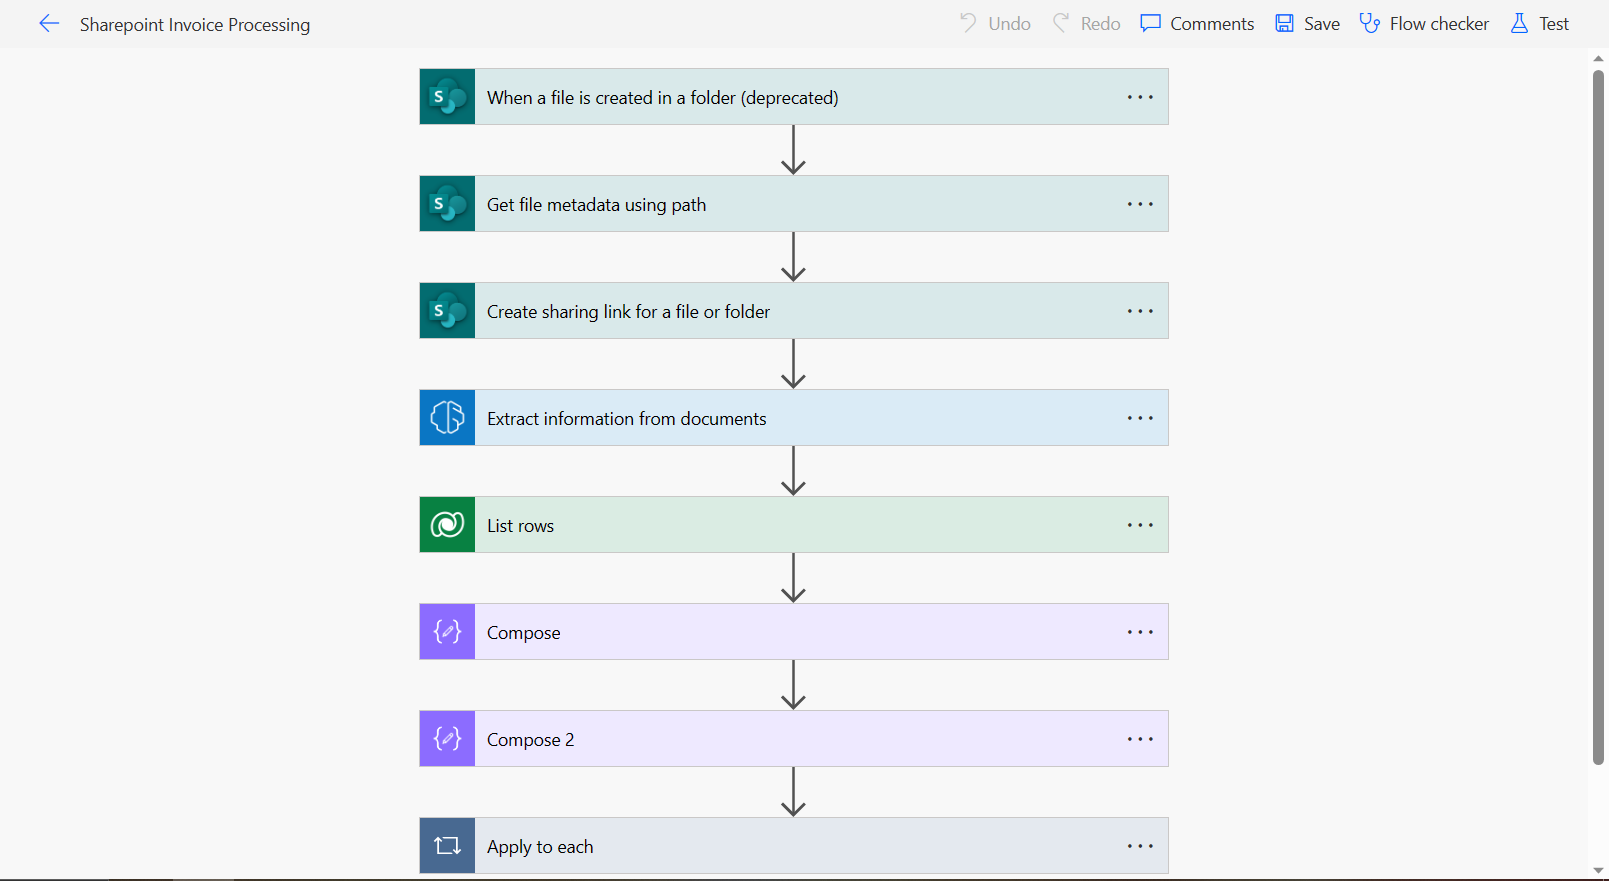 Sharepoint Invoice Processing
Undo
Redo
Comments
Save
Flow checker
Test
S
When a file is created in a folder (deprecated)
S
Get file metadata using path
S
Create sharing link for a file or folder
Extract information from documents
List rows
Compose
Compose 2
Apply to each